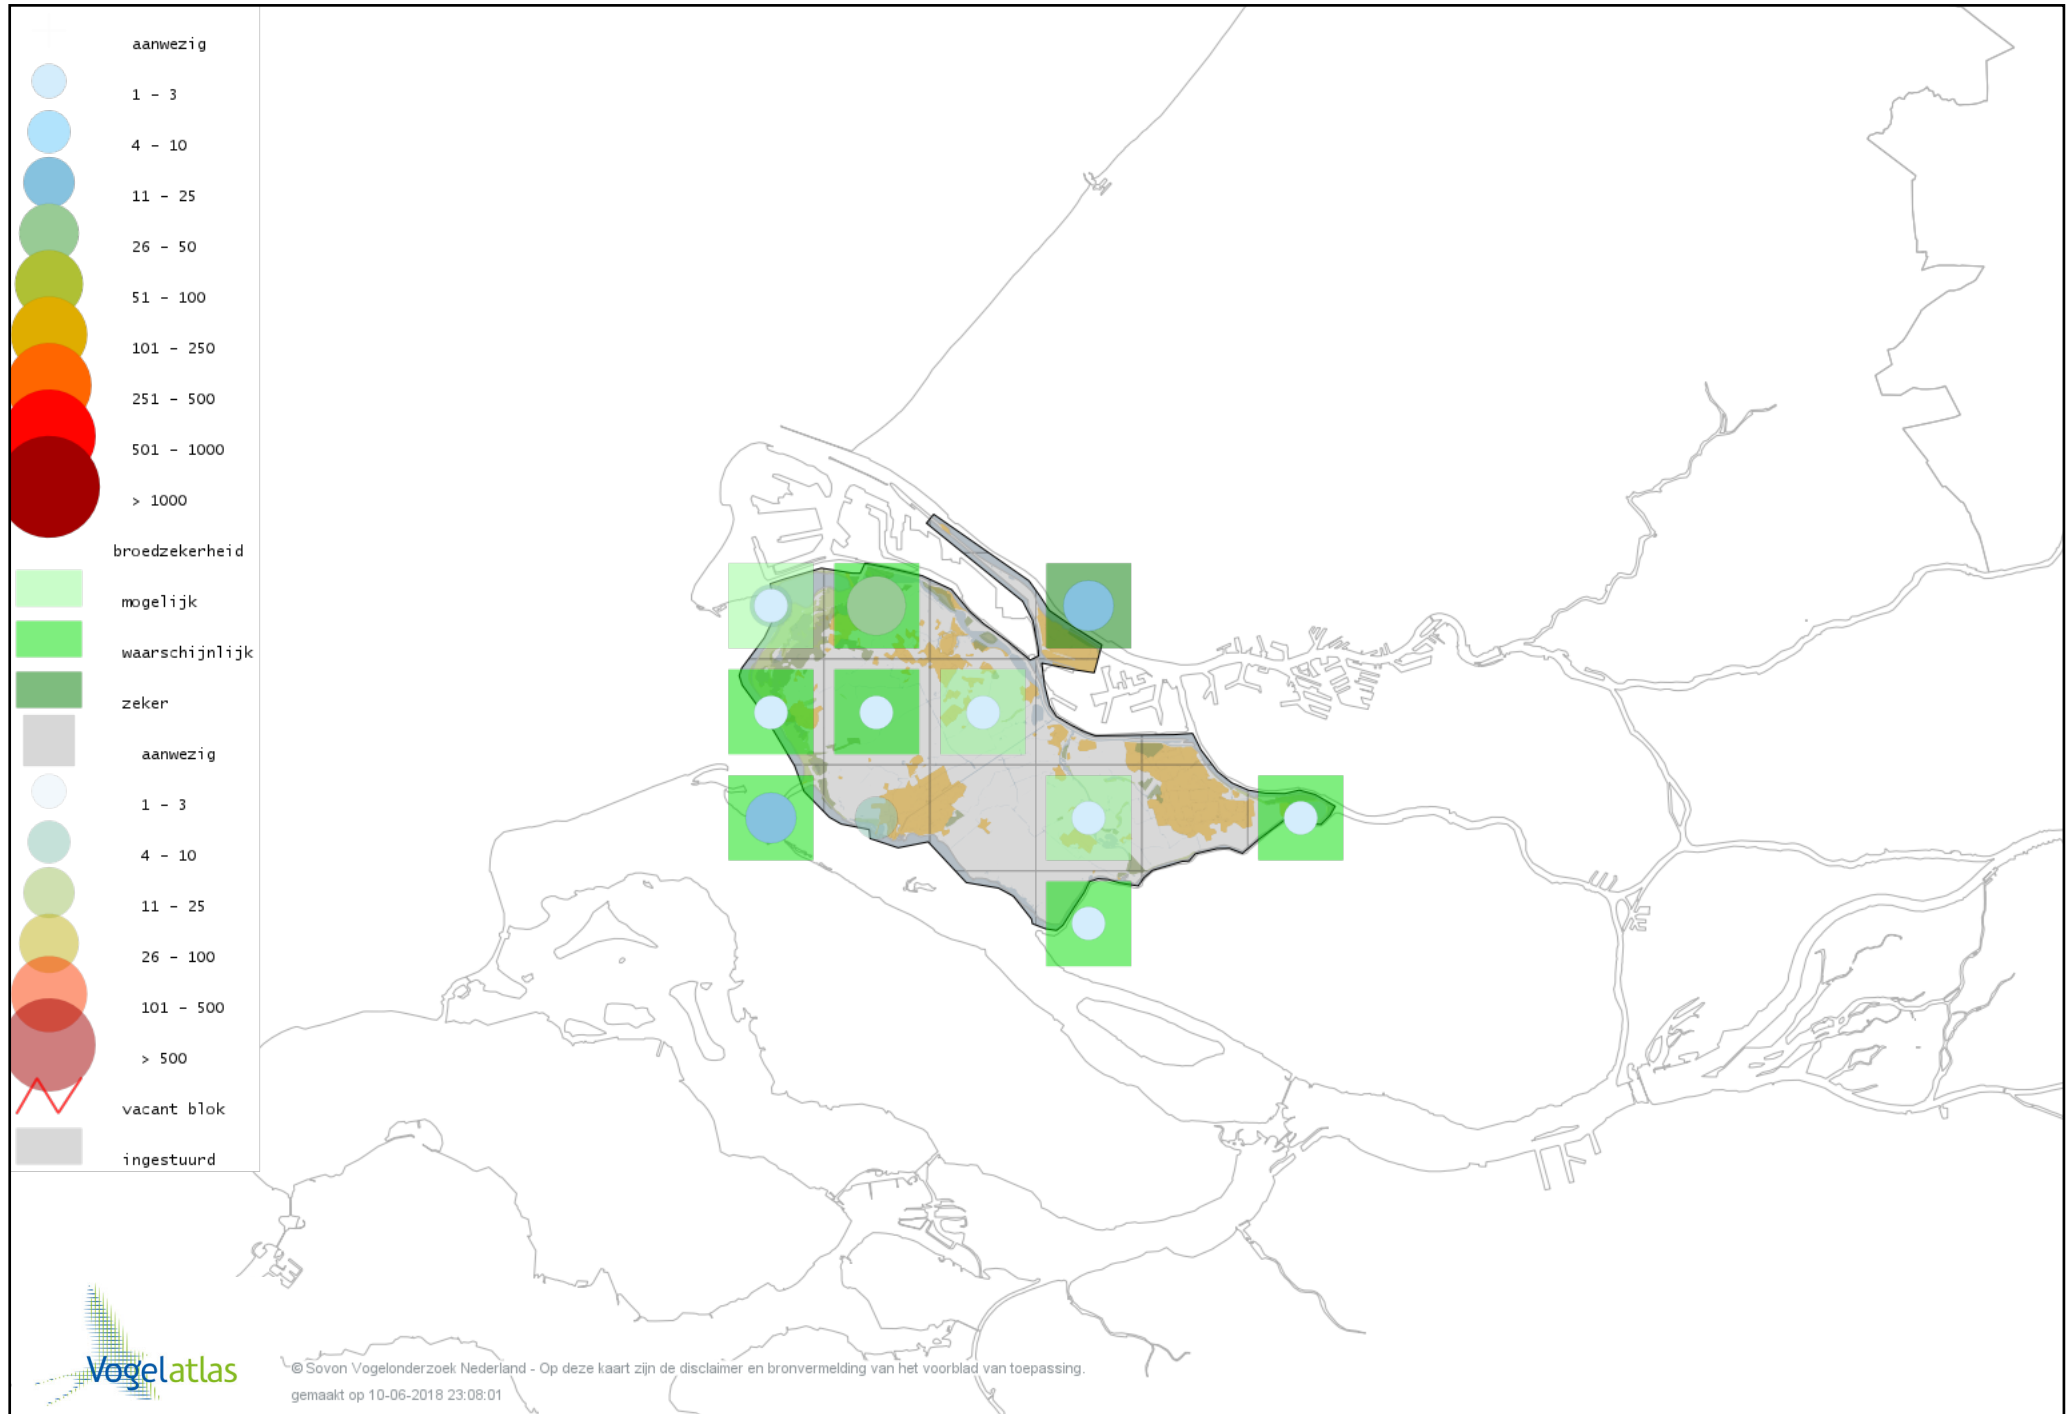 aanwezig
1 - 3
4 - 10
11 - 25
26 - 50
51 - 100
101 - 250
251 - 500
501 - 1000
> 1000
broedzekerheid
mogelijk
waarschijnlijk
zeker
aanwezig
1 - 3
4 - 10
11 - 25
26 - 100
101 - 500
> 500
vacant blok
ingestuurd
Vogelatlas
© Sovon Vogelonderzoek Nederland - Op deze kaart zijn de disclaimer en bronvermelding van het voorblad van toepassing.
gemaakt op 10-06-2018 23:08:01